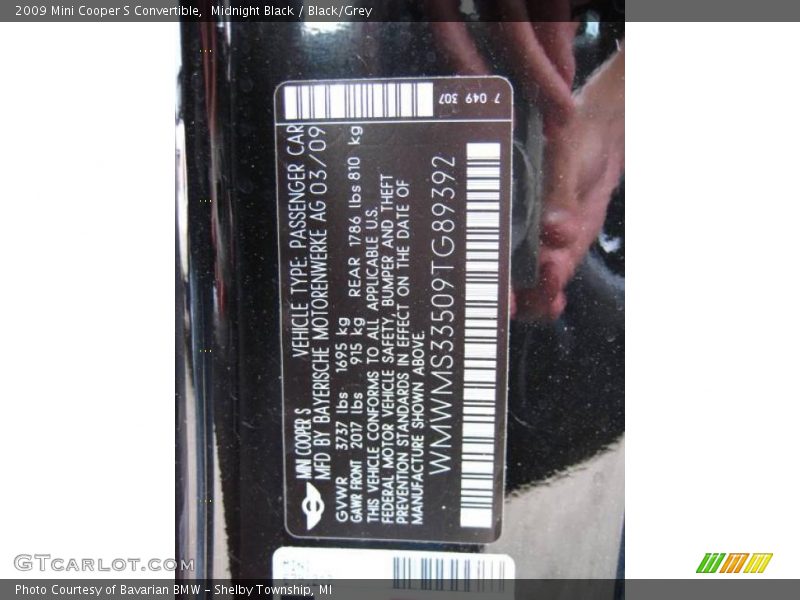 2009 Mini Cooper S Convertible, Midnight Black / Black/Grey
7 049 307
MINI COOPER S VEHICLE TYPE: PASSENGER CAR
MFD BY BAYERISCHE MOTORENWERKE AG 03/09
GVWR 3737 lbs 1695 kg
GAWR FRONT 2017 lbs 915 kg REAR 1786 lbs 810 kg
THIS VEHICLE CONFORMS TO ALL APPLICABLE U.S.
FEDERAL MOTOR VEHICLE SAFETY, BUMPER AND THEFT
PREVENTION STANDARDS IN EFFECT ON THE DATE OF
MANUFACTURE SHOWN ABOVE.
WMWMS33509TG89392
GTCarLot.com
Photo Courtesy of Bavarian BMW - Shelby Township, MI